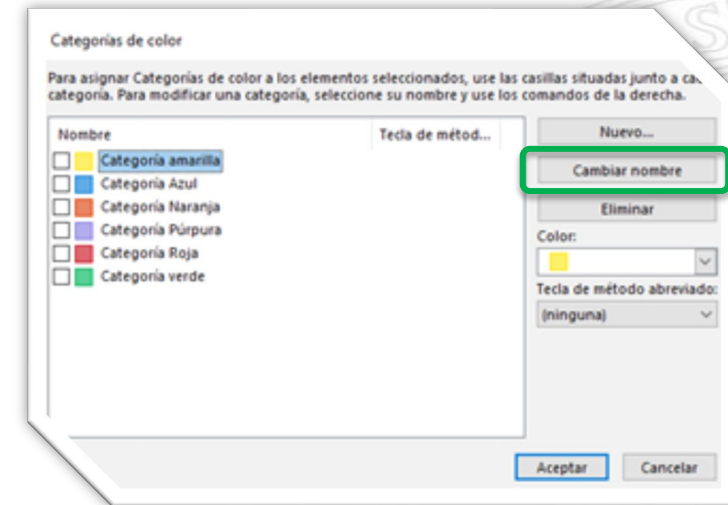 Categorías de color
Para asignar Categorías de color a los elementos seleccionados, use las casillas situadas junto a
categoría. Para modificar una categoría, seleccione su nombre y use los comandos de la derecha.
Nombre Tecla de métod...
Categoría amarilla
Categoría Azul
Categoría Naranja
Categoría Púrpura
Categoría Roja
Categoría verde
Nuevo...
Cambiar nombre
Eliminar
Color:
Tecla de método abreviado:
(ninguna)
Aceptar Cancelar